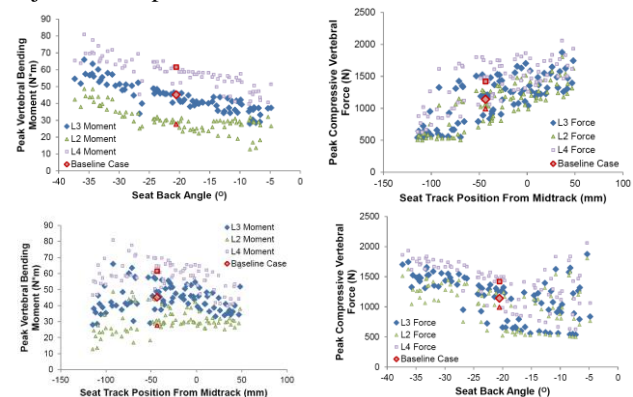 Peak Vertebral Bending
Moment (N*m)
90
80
70
60
50
40
30
20
10
0
-40
-35
-30
-25
-20
-15
-10
-5
0
L3 Moment
L2 Moment
L4 Moment
Baseline Case
Seat Back Angle (O)
Peak Compressive Vertebral
Force (N)
2500
2000
1500
1000
500
0
-150
-100
-50
0
50
100
L3 Force
L2 Force
L4 Force
Baseline Case
Seat Track Position From Midtrack (mm)
Peak Vertebral Bending
Moment (N*m)
90
80
70
60
50
40
30
20
10
0
-150
-100
-50
0
50
100
L3 Moment
L2 Moment
L4 Moment
Baseline Case
Seat Track Position From Midtrack (mm)
Peak Compressive Vertebral
Force (N)
2500
2000
1500
1000
500
0
-40
-35
-30
-25
-20
-15
-10
-5
0
L3 Force
L2 Force
L4 Force
Baseline Case
Seat Back Angle (O)